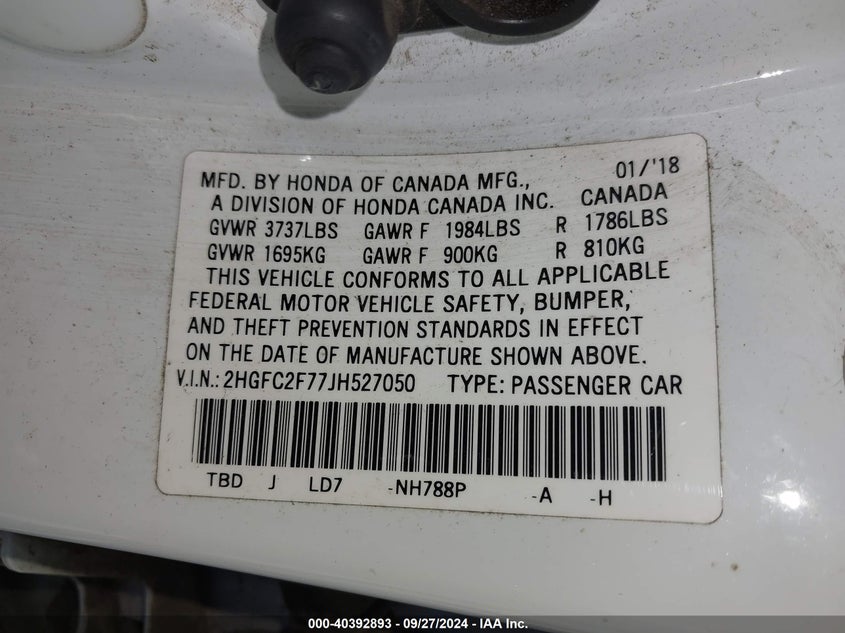 MFD. BY HONDA OF CANADA MFG., 01/'18
A DIVISION OF HONDA CANADA INC. CANADA
GVWR 3737LBS GAWR F 1984LBS R 1786LBS
GVWR 1695KG GAWR F 900KG R 810KG
THIS VEHICLE CONFORMS TO ALL APPLICABLE
FEDERAL MOTOR VEHICLE SAFETY, BUMPER,
AND THEFT PREVENTION STANDARDS IN EFFECT
ON THE DATE OF MANUFACTURE SHOWN ABOVE.
V.I.N.: 2HGFC2F77JH527050 TYPE: PASSENGER CAR
TBD J LD7 -NH788P -A -H
000-40392893 – 09/27/2024 – IAA Inc.